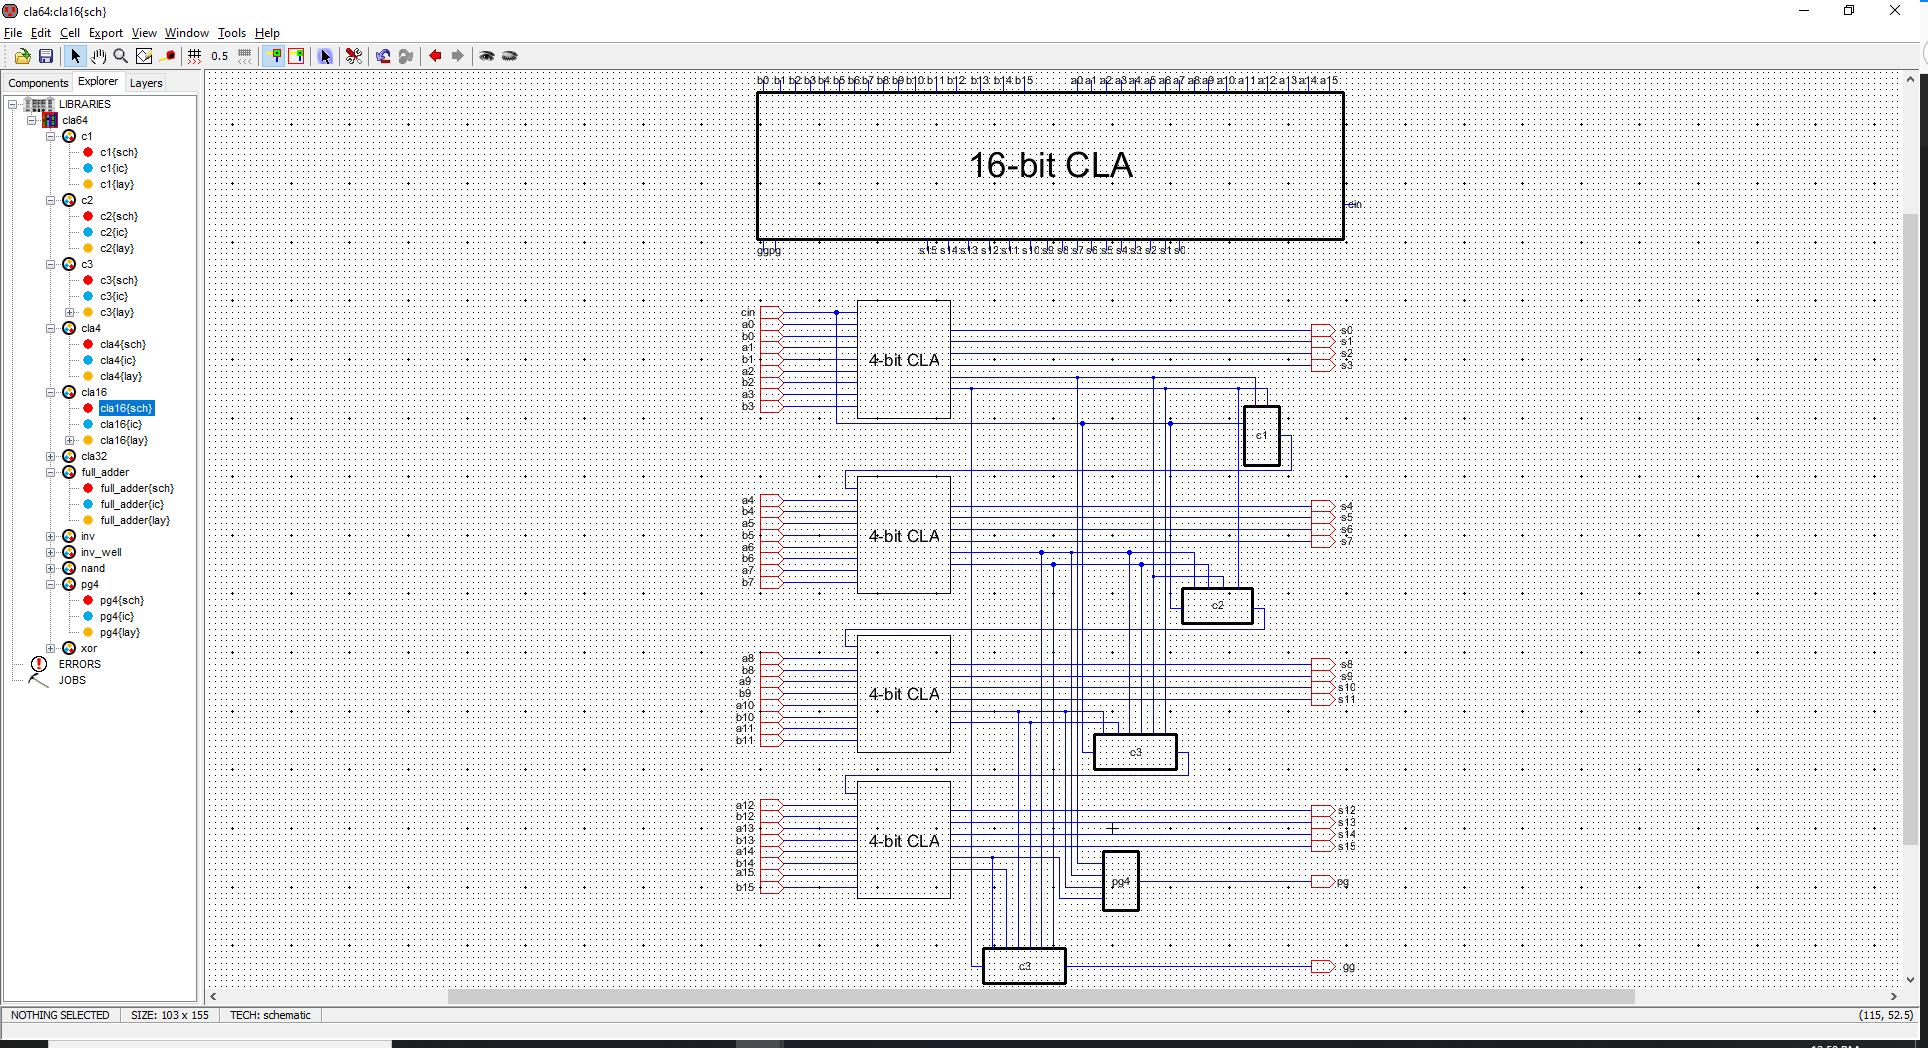 cla64:cla16{sch}
File Edit Cell Export View Window Tools Help
0.5
Components Explorer Layers
LIBRARIES
cla64
c1
c1{sch}
c1{ic}
c1{lay}
c2
c2{sch}
c2{ic}
c2{lay}
c3
c3{sch}
c3{ic}
c3{lay}
cla4
cla4{sch}
cla4{ic}
cla4{lay}
cla16
cla16{sch}
cla16{ic}
cla16{lay}
cla32
full_adder
full_adder{sch}
full_adder{ic}
full_adder{lay}
inv
inv_well
nand
pg4
pg4{sch}
pg4{ic}
pg4{lay}
xor
ERRORS
JOBS
b0 b1 b2 b3 b4 b5 b6 b7 b8 b9 b10 b11 b12 b13 b14 b15 a0 a1 a2 a3 a4 a5 a6 a7 a8 a9 a10 a11 a12 a13 a14 a15
16-bit CLA
cin
gg pg s15 s14 s13 s12 s11 s10 s9 s8 s7 s6 s5 s4 s3 s2 s1 s0
cin
a0
b0
a1
b1
a2
b2
a3
b3
4-bit CLA
s0
s1
s2
s3
c1
a4
b4
a5
b5
a6
b6
a7
b7
4-bit CLA
s4
s5
s6
s7
c2
a8
b8
a9
b9
a10
b10
a11
b11
4-bit CLA
s8
s9
s10
s11
c3
a12
b12
a13
b13
a14
b14
a15
b15
4-bit CLA
s12
s13
s14
s15
pg4
pg
c3
gg
NOTHING SELECTED SIZE: 103 x 155 TECH: schematic (115, 52.5)